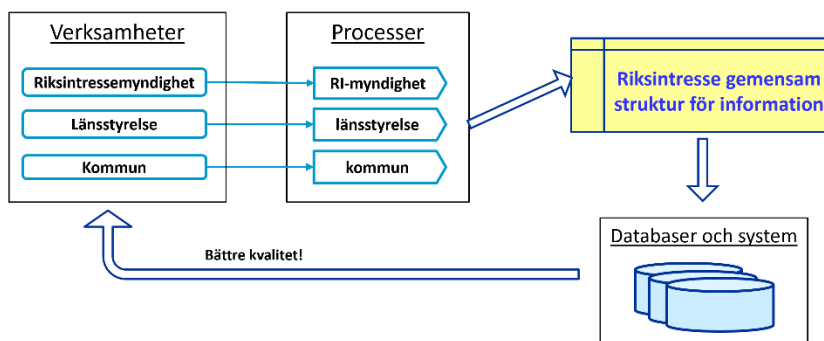 Verksamheter
Riksintressemyndighet
Länsstyrelse
Kommun
Processer
RI-myndighet
länsstyrelse
kommun
Riksintresse gemensam
struktur för information
Databaser och system
Bättre kvalitet!